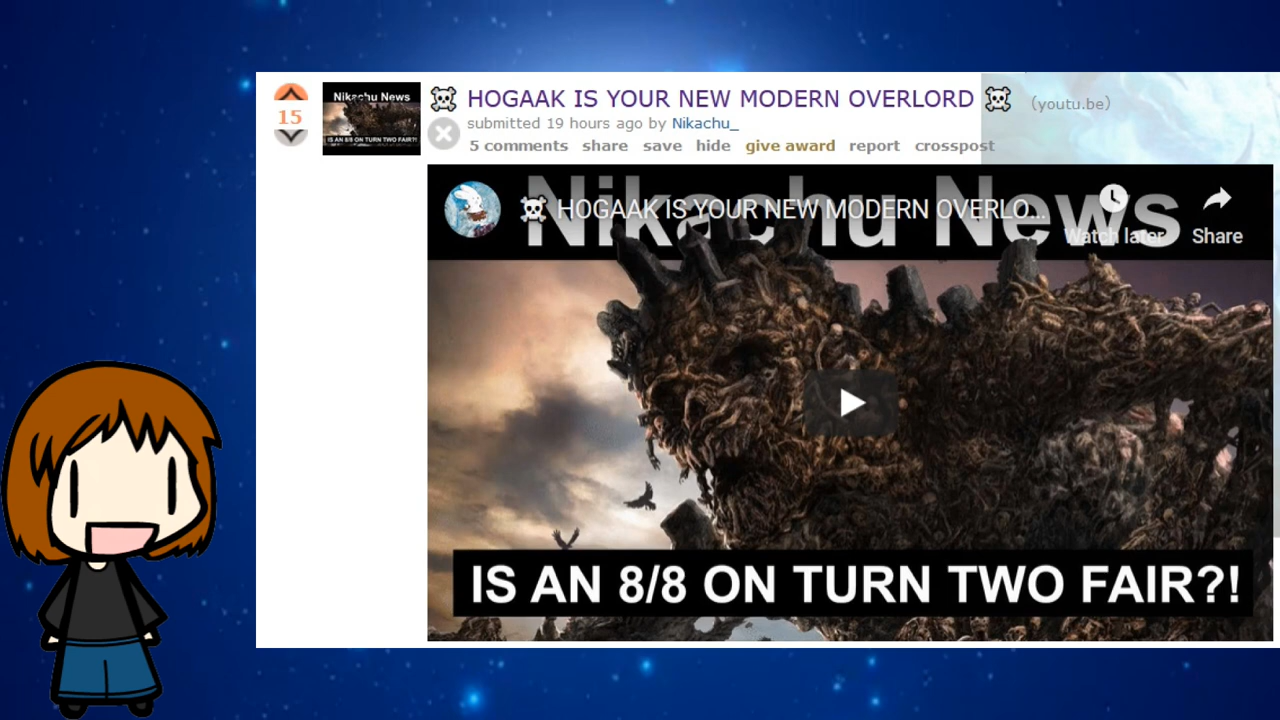 15
Nikachu News
IS AN 8/8 ON TURN TWO FAIR?!
☠ HOGAAK IS YOUR NEW MODERN OVERLORD ☠ (youtu.be)
submitted 19 hours ago by Nikachu_
5 comments share save hide give award report crosspost
Nikachu News
☠ HOGAAK IS YOUR NEW MODERN OVERLO...
Watch later Share
IS AN 8/8 ON TURN TWO FAIR?!